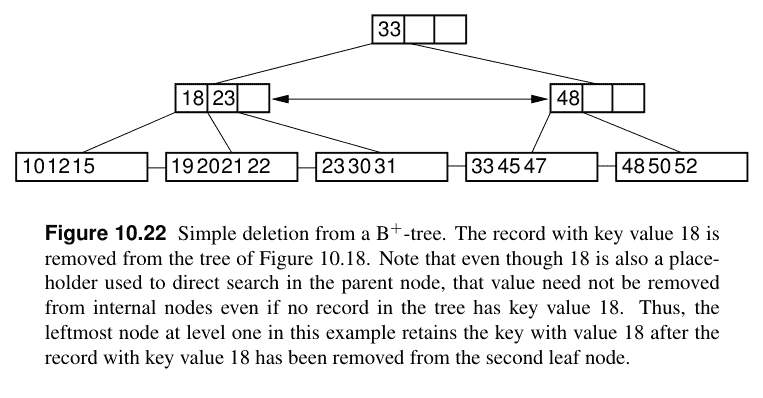 33
18 23
48
10 12 15
19 20 21 22
23 30 31
33 45 47
48 50 52
Figure 10.22 Simple deletion from a B+-tree. The record with key value 18 is
removed from the tree of Figure 10.18. Note that even though 18 is also a place-
holder used to direct search in the parent node, that value need not be removed
from internal nodes even if no record in the tree has key value 18. Thus, the
leftmost node at level one in this example retains the key with value 18 after the
record with key value 18 has been removed from the second leaf node.